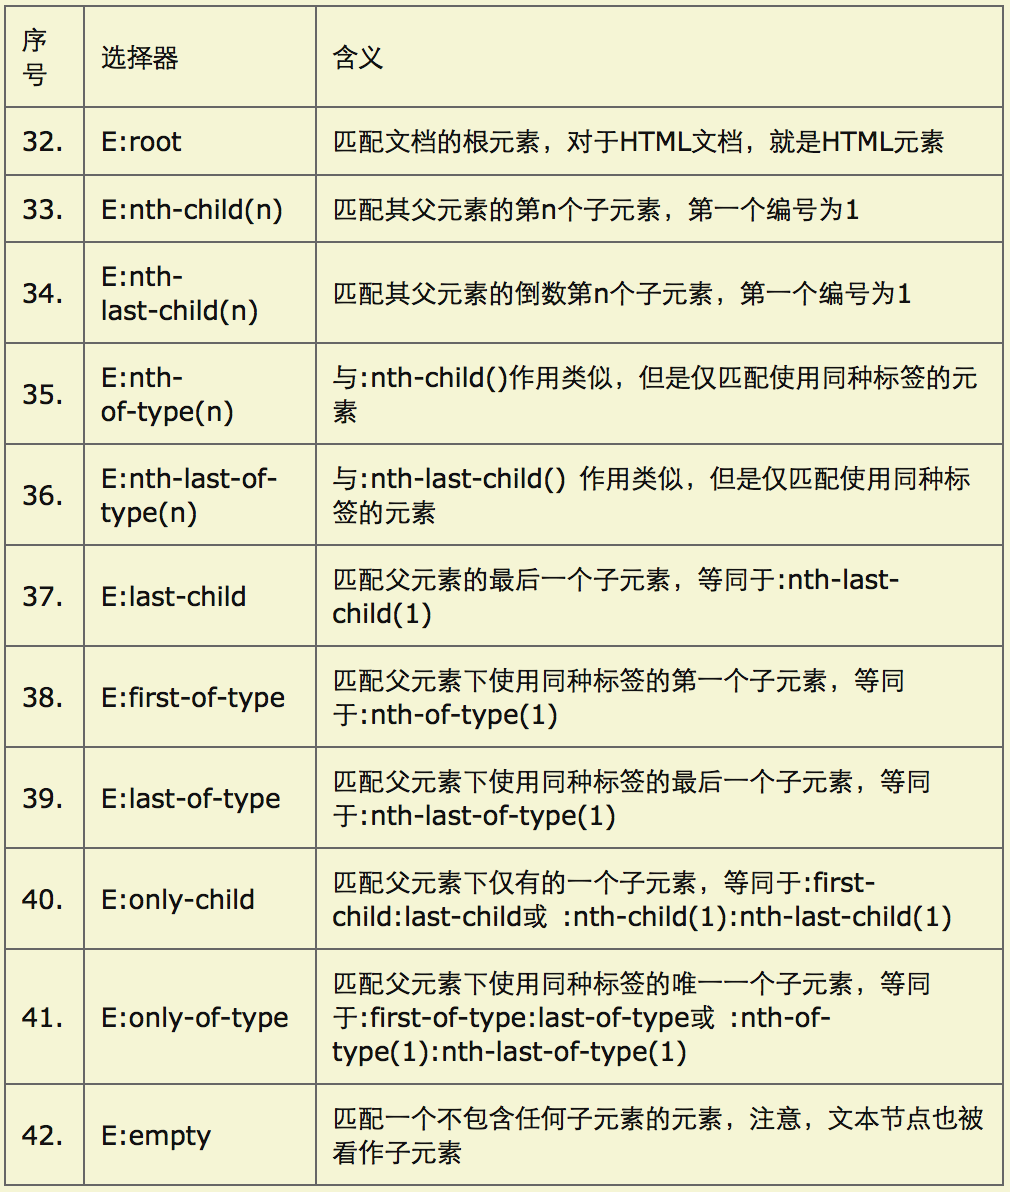 序
号
选择器
含义
32.
E:root
匹配文档的根元素，对于HTML文档，就是HTML元素
33.
E:nth-child(n)
匹配其父元素的第n个子元素，第一个编号为1
34.
E:nth-
last-child(n)
匹配其父元素的倒数第n个子元素，第一个编号为1
35.
E:nth-
of-type(n)
与:nth-child()作用类似，但是仅匹配使用同种标签的元
素
36.
E:nth-last-of-
type(n)
与:nth-last-child() 作用类似，但是仅匹配使用同种标
签的元素
37.
E:last-child
匹配父元素的最后一个子元素，等同于:nth-last-
child(1)
38.
E:first-of-type
匹配父元素下使用同种标签的第一个子元素，等同
于:nth-of-type(1)
39.
E:last-of-type
匹配父元素下使用同种标签的最后一个子元素，等同
于:nth-last-of-type(1)
40.
E:only-child
匹配父元素下仅有的一个子元素，等同于:first-
child:last-child或 :nth-child(1):nth-last-child(1)
41.
E:only-of-type
匹配父元素下使用同种标签的唯一一个子元素，等同
于:first-of-type:last-of-type或 :nth-of-
type(1):nth-last-of-type(1)
42.
E:empty
匹配一个不包含任何子元素的元素，注意，文本节点也被
看作子元素